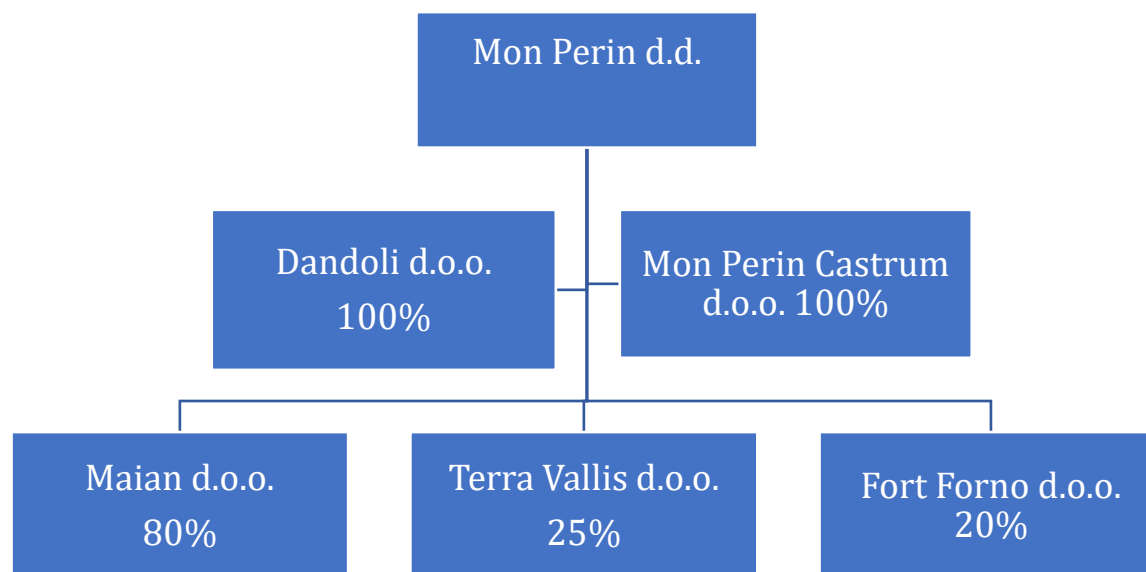 Mon Perin d.d.
Dandoli d.o.o.
100%
Mon Perin Castrum
d.o.o. 100%
Maian d.o.o.
80%
Terra Vallis d.o.o.
25%
Fort Forno d.o.o.
20%